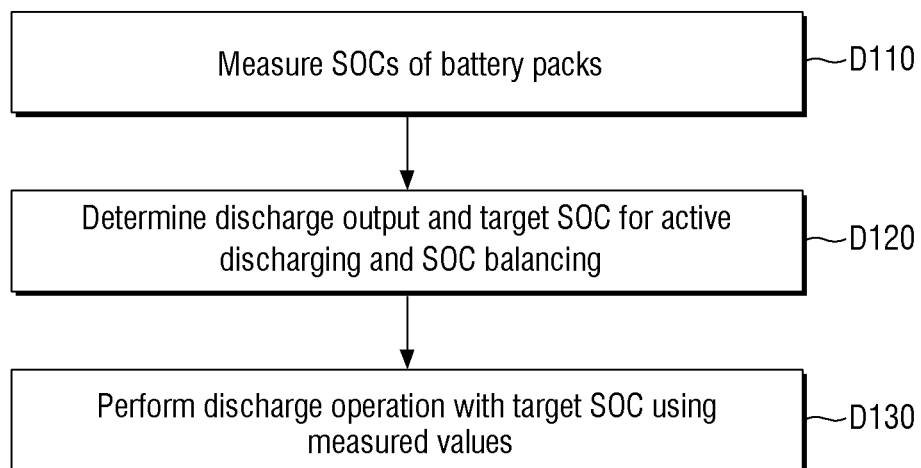 Measure SOCs of battery packs
D110
Determine discharge output and target SOC for active
discharging and SOC balancing
D120
Perform discharge operation with target SOC using
measured values
D130